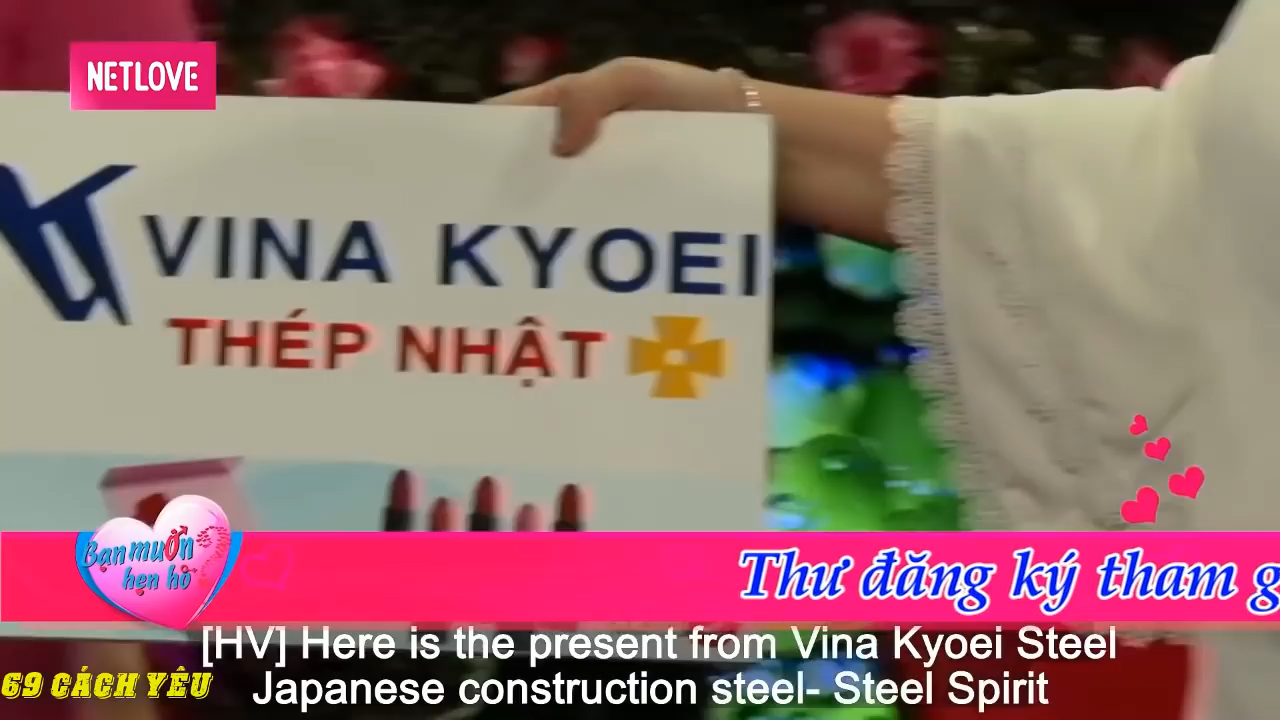 NETLOVE
VINA KYOEI
THÉP NHẬT
Bạn muốn
hẹn hò
Thư đăng ký tham g
[HV] Here is the present from Vina Kyoei Steel
Japanese construction steel- Steel Spirit
69 CÁCH YÊU